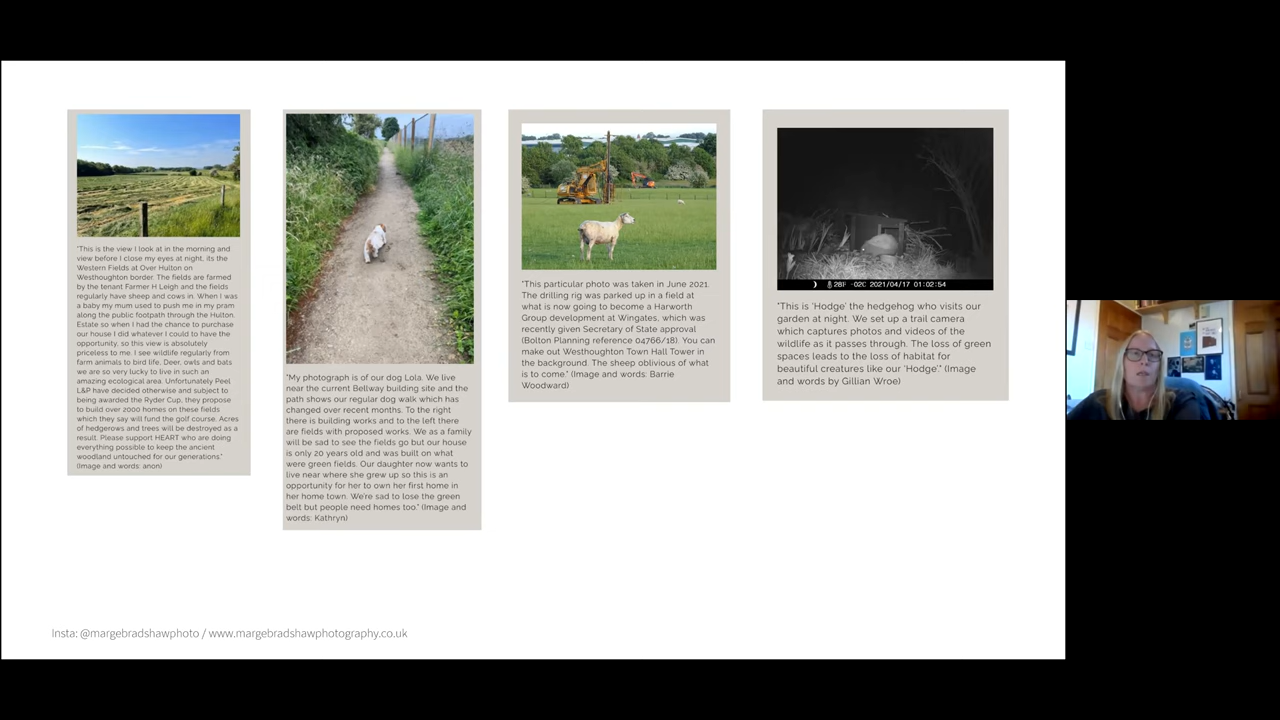 "This is the view I look at in the morning and
view before I close my eyes at night, its the
Western Fields at Over Hulton on
Westhoughton border. The fields are farmed
by the tenant Farmer H Leigh and the fields
regularly have sheep and cows in. When I was
a baby my mum used to push me in my pram
along the public footpath through the Hulton
Estate so when I had the chance to purchase
our house I did whatever I could to have the
opportunity, so this view is absolutely
priceless to me. I see wildlife regularly from
farm animals to bird life, Deer, owls and bats
we are so very lucky to live in such an
amazing ecological area. Unfortunately Peel
L&P have decided otherwise and subject to
being awarded the Ryder Cup, they propose
to build over 2000 homes on these fields
which they say will fund the golf course. Acres
of hedgerows and trees will be destroyed as a
result. Please support HEART who are doing
everything possible to keep the ancient
woodland untouched for our generations."
(Image and words: anon)
"My photograph is of our dog Lola. We live
near the current Bellway building site and the
path shows our regular dog walk which has
changed over recent months. To the right
there is building works and to the left there
are fields with proposed works. We as a family
will be sad to see the fields go but our house
is only 20 years old and was built on what
were green fields. Our daughter now wants to
live near where she grew up so this is an
opportunity for her to own her first home in
her home town. We're sad to lose the green
belt but people need homes too." (Image and
words: Kathryn)
"This particular photo was taken in June 2021.
The drilling rig was parked up in a field at
what is now going to become a Harworth
Group development at Wingates, which was
recently given Secretary of State approval
(Bolton Planning reference 04766/18). You can
make out Westhoughton Town Hall Tower in
the background. The sheep oblivious of what
is to come." (Image and words: Barrie
Woodward)
2021/04/17 01:02:54
"This is 'Hodge' the hedgehog who visits our
garden at night. We set up a trail camera
which captures photos and videos of the
wildlife as it passes through. The loss of green
spaces leads to the loss of habitat for
beautiful creatures like our 'Hodge'." (Image
and words by Gillian Wroe)
Insta: @margebradshawphoto / www.margebradshawphotography.co.uk